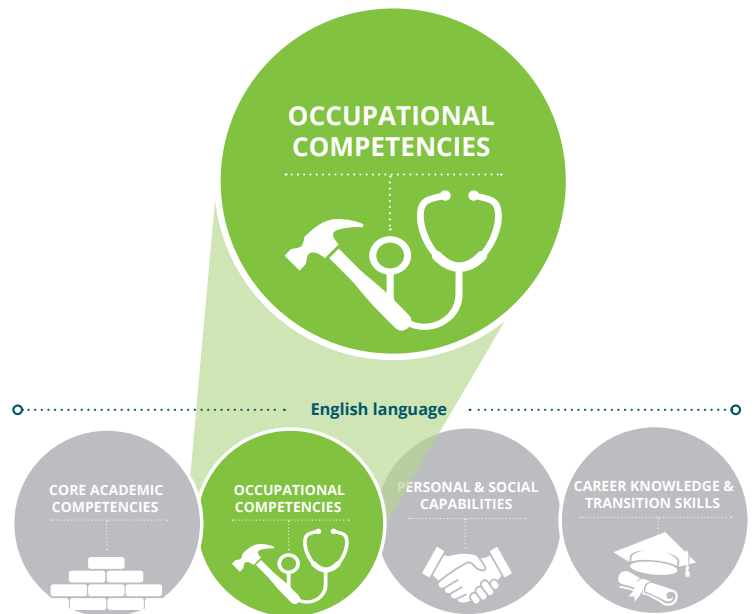 OCCUPATIONAL
COMPETENCIES
English language
CORE ACADEMIC
COMPETENCIES
OCCUPATIONAL
COMPETENCIES
PERSONAL & SOCIAL
CAPABILITIES
CAREER KNOWLEDGE &
TRANSITION SKILLS